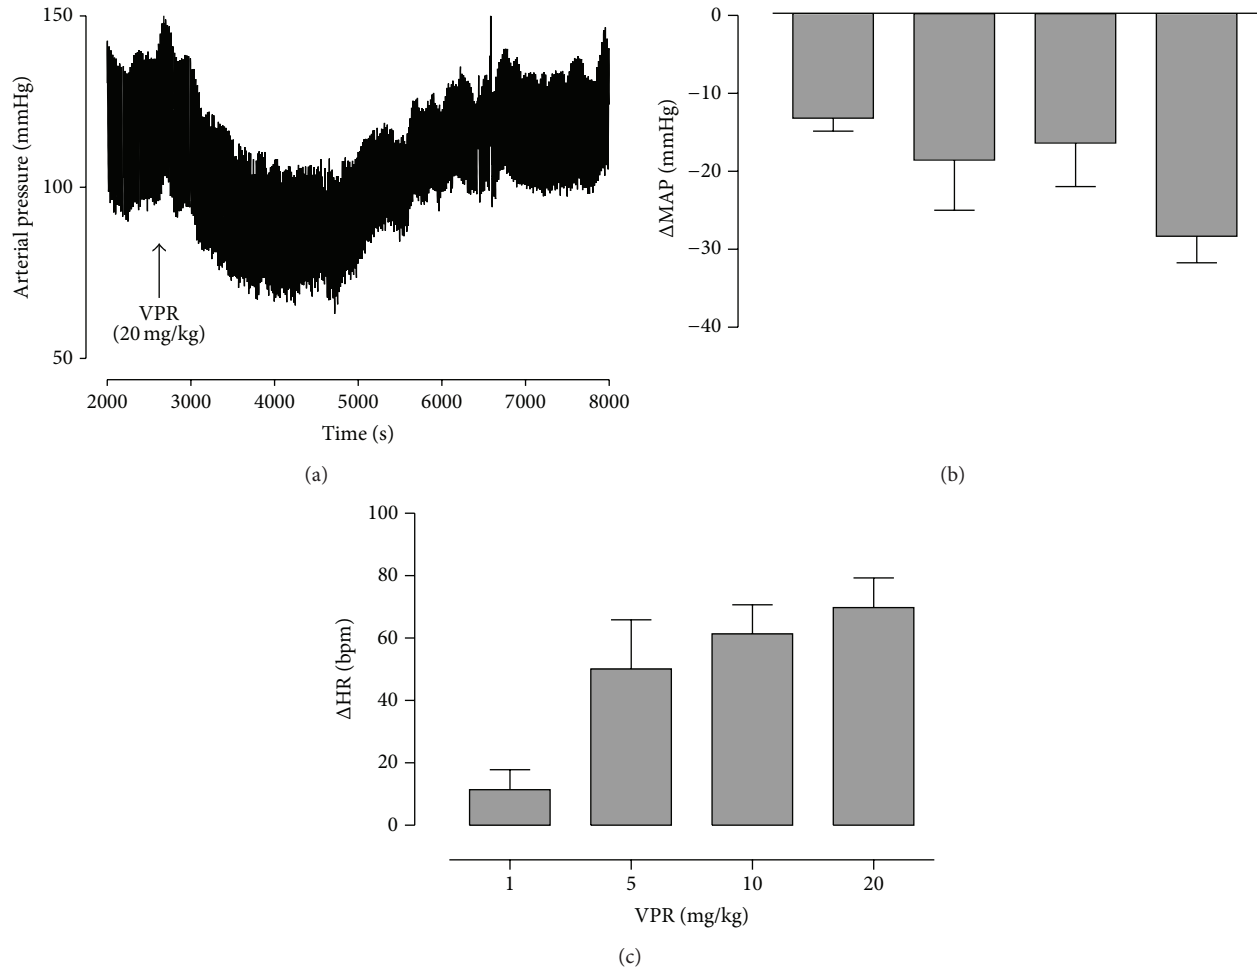 150
100
50
Arterial pressure (mmHg)
VPR
(20 mg/kg)
2000 3000 4000 5000 6000 7000 8000
Time (s)
(a)
0
−10
−20
−30
−40
ΔMAP (mmHg)
(b)
100
80
60
40
20
0
ΔHR (bpm)
1 5 10 20
VPR (mg/kg)
(c)